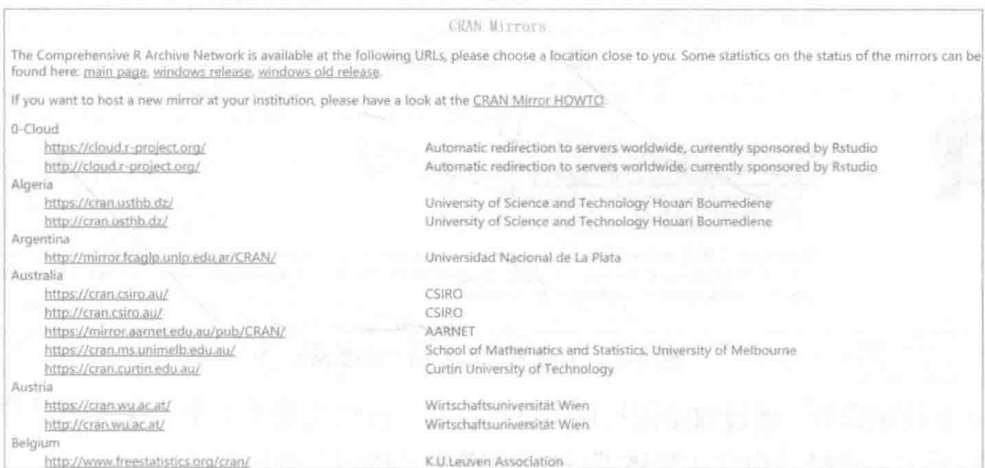 CRAN Mirrors
The Comprehensive R Archive Network is available at the following URLs, please choose a location close to you. Some statistics on the status of the mirrors can be
found here: main page, windows release, windows old release.
If you want to host a new mirror at your institution, please have a look at the CRAN Mirror HOWTO.
0-Cloud
https://cloud.r-project.org/ Automatic redirection to servers worldwide, currently sponsored by Rstudio
http://cloud.r-project.org/ Automatic redirection to servers worldwide, currently sponsored by Rstudio
Algeria
https://cran.usthb.dz/ University of Science and Technology Houari Boumediene
http://cran.usthb.dz/ University of Science and Technology Houari Boumediene
Argentina
http://mirror.fcaglp.unlp.edu.ar/CRAN/ Universidad Nacional de La Plata
Australia
https://cran.csiro.au/ CSIRO
http://cran.csiro.au/ CSIRO
https://mirror.aarnet.edu.au/pub/CRAN/ AARNET
https://cran.ms.unimelb.edu.au/ School of Mathematics and Statistics, University of Melbourne
https://cran.curtin.edu.au/ Curtin University of Technology
Austria
https://cran.wu.ac.at/ Wirtschaftsuniversität Wien
http://cran.wu.ac.at/ Wirtschaftsuniversität Wien
Belgium
http://www.freestatistics.org/cran/ K.U.Leuven Association